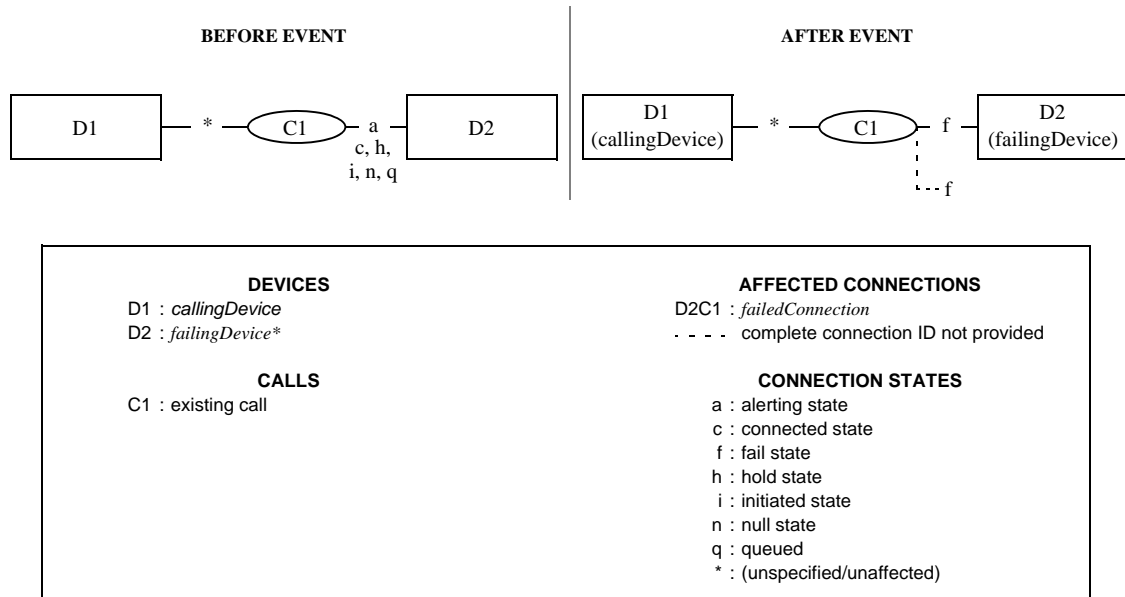 BEFORE EVENT
AFTER EVENT
D1 * C1 a D2
c, h,
i, n, q
D1 * C1 f D2
(callingDevice) (failingDevice)
f
DEVICES
D1 : callingDevice
D2 : failingDevice*
CALLS
C1 : existing call
AFFECTED CONNECTIONS
D2C1 : failedConnection
- - - - complete connection ID not provided
CONNECTION STATES
a : alerting state
c : connected state
f : fail state
h : hold state
i : initiated state
n : null state
q : queued
* : (unspecified/unaffected)